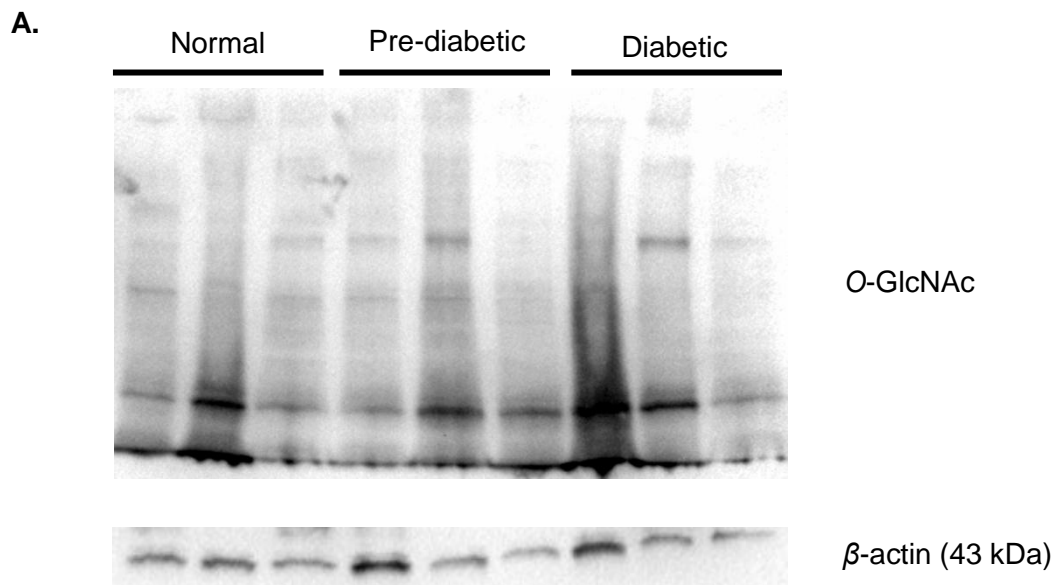 A.
Normal Pre-diabetic Diabetic
O-GlcNAc
β-actin (43 kDa)